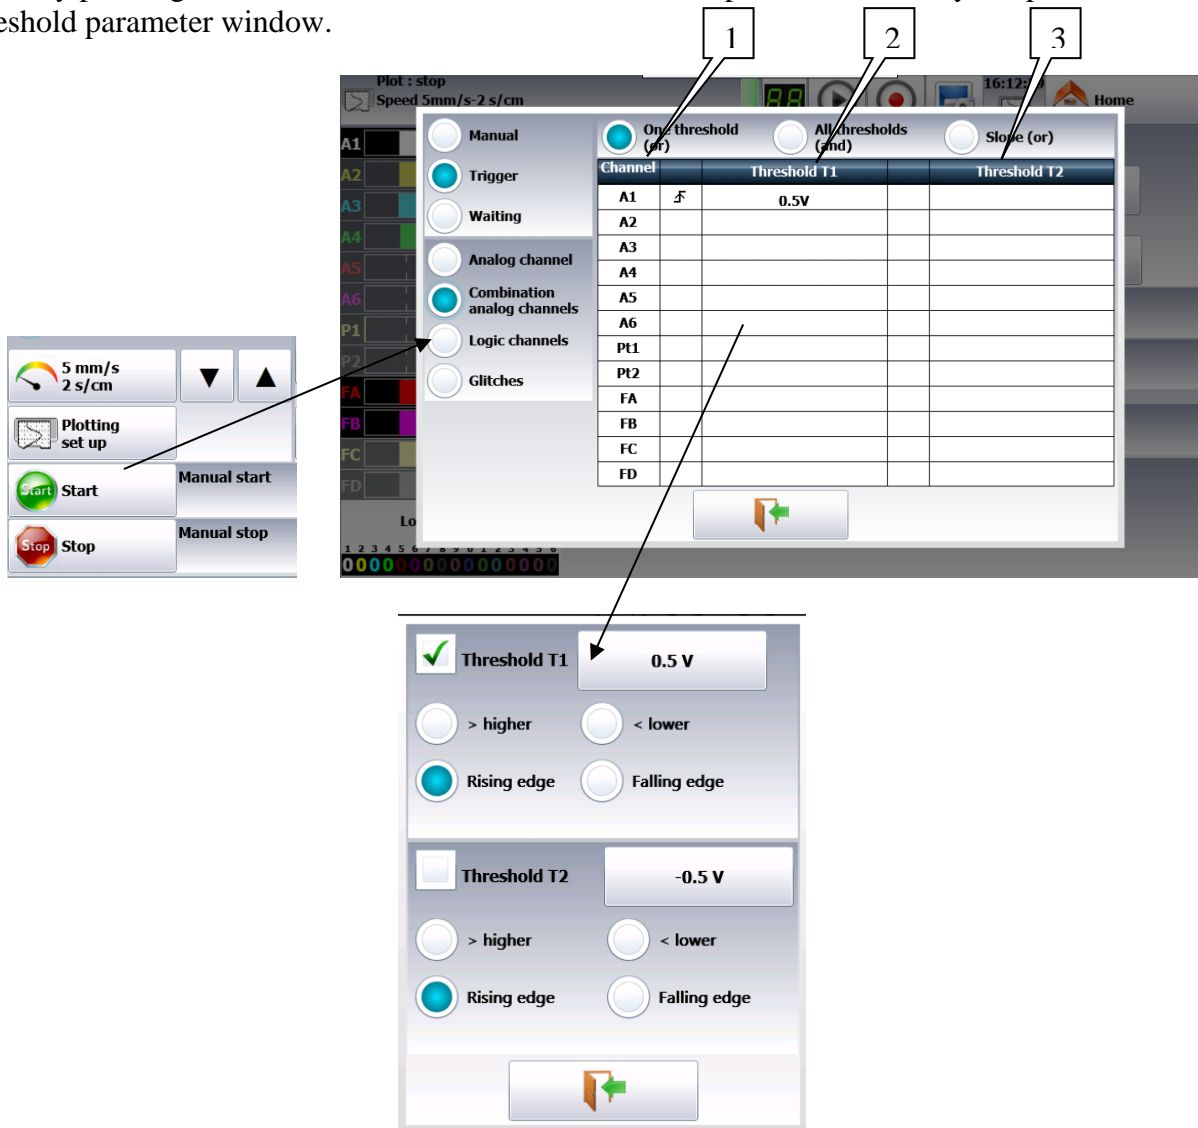 eshold parameter window.
1
2
3
Plot : stop
Speed 5mm/s-2 s/cm
88
Home
A1
A2
A3
A4
A5
A6
P1
P2
FA
FB
FC
FD
Lo
0000000000000000
Manual
Trigger
Waiting
Analog channel
Combination
analog channels
Logic channels
Glitches
One threshold
(or)
All thresholds
(and)
Slope (or)
Channel Threshold T1 Threshold T2
A1 0.5V
A2
A3
A4
A5
A6
Pt1
Pt2
FA
FB
FC
FD
5 mm/s
2 s/cm
▼ ▲
Plotting
set up
Start Start Manual start
Stop Stop Manual stop
Threshold T1 0.5 V
> higher < lower
Rising edge Falling edge
Threshold T2 -0.5 V
> higher < lower
Rising edge Falling edge